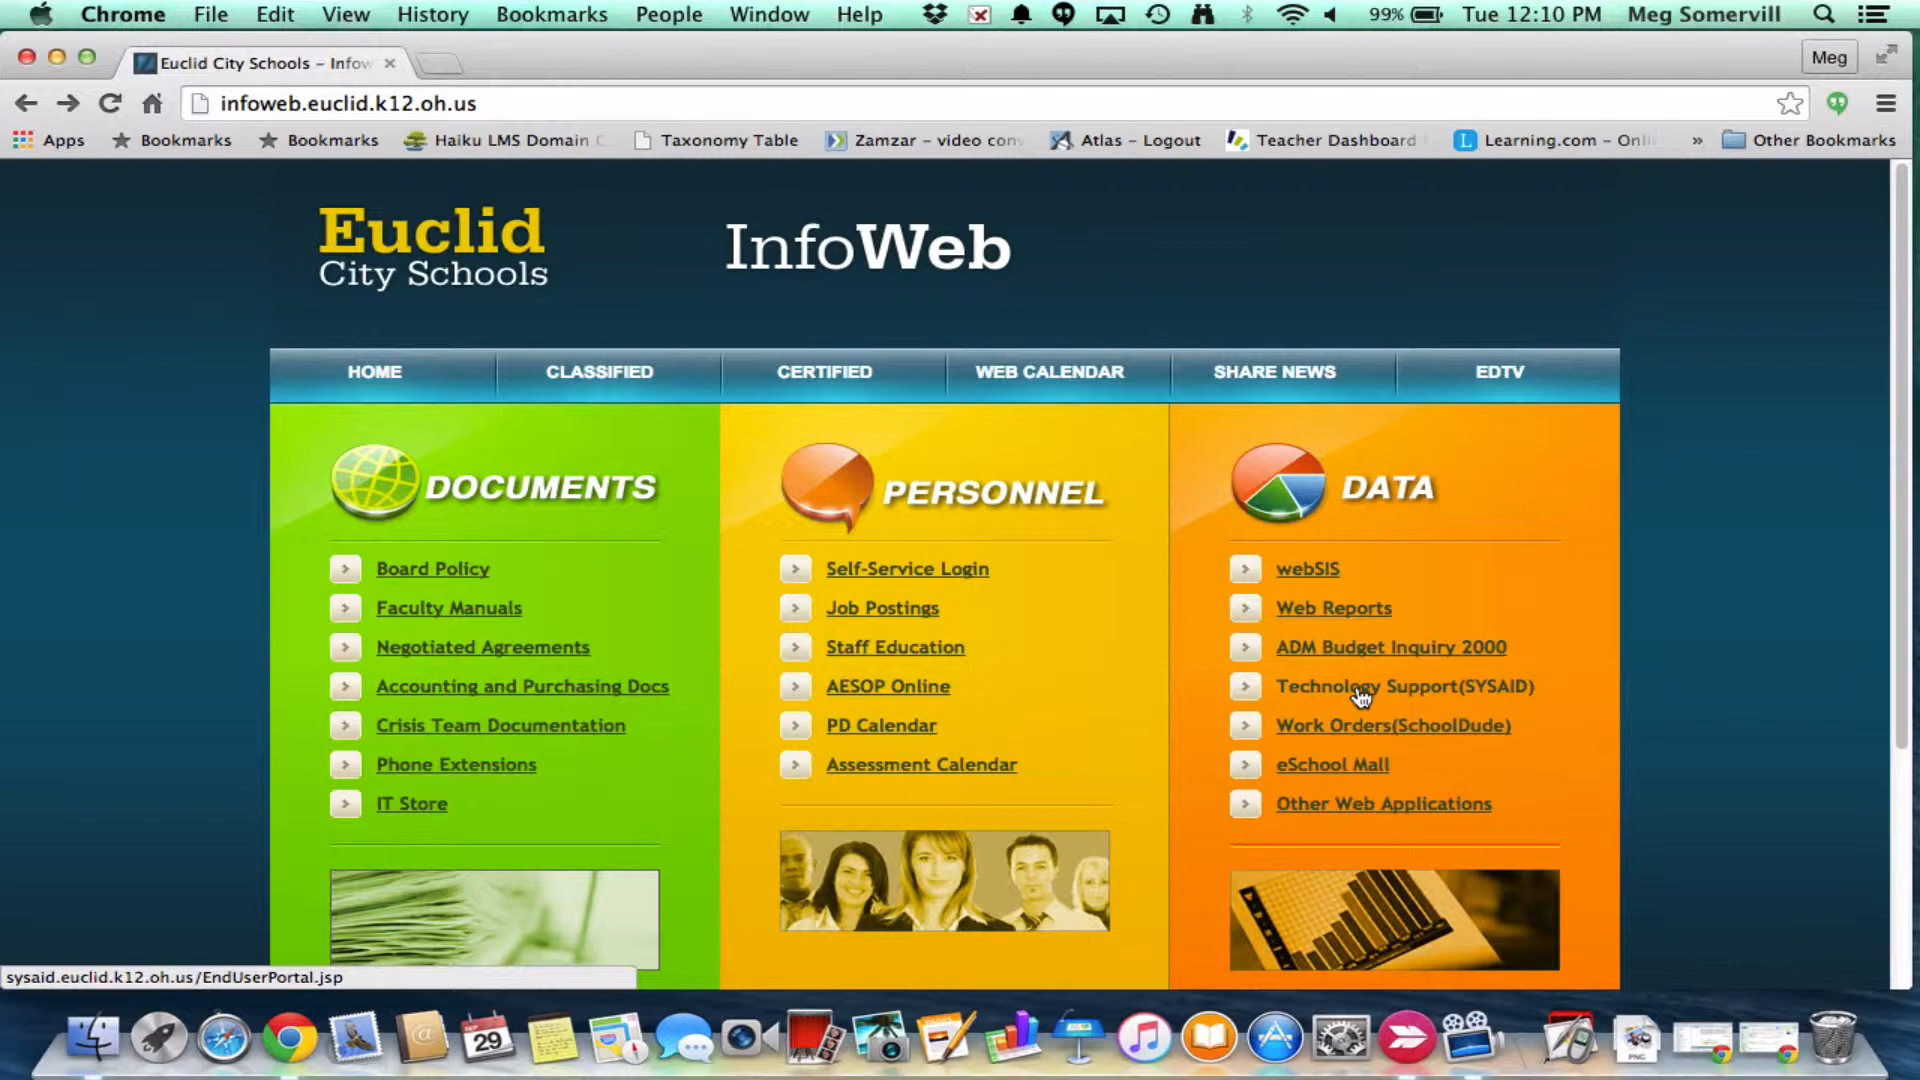 Chrome File Edit View History Bookmarks People Window Help 99% Tue 12:10 PM Meg Somervill
Euclid City Schools – Infow Meg
infoweb.euclid.k12.oh.us
Apps Bookmarks Bookmarks Haiku LMS Domain Taxonomy Table Zamzar – video conv Atlas – Logout Teacher Dashboard Learning.com – Onli » Other Bookmarks
Euclid
City Schools
InfoWeb
HOME CLASSIFIED CERTIFIED WEB CALENDAR SHARE NEWS EDTV
DOCUMENTS
Board Policy
Faculty Manuals
Negotiated Agreements
Accounting and Purchasing Docs
Crisis Team Documentation
Phone Extensions
IT Store
PERSONNEL
Self-Service Login
Job Postings
Staff Education
AESOP Online
PD Calendar
Assessment Calendar
DATA
webSIS
Web Reports
ADM Budget Inquiry 2000
Technology Support(SYSAID)
Work Orders(SchoolDude)
eSchool Mall
Other Web Applications
sysaid.euclid.k12.oh.us/EndUserPortal.jsp
SEP
29
PNG